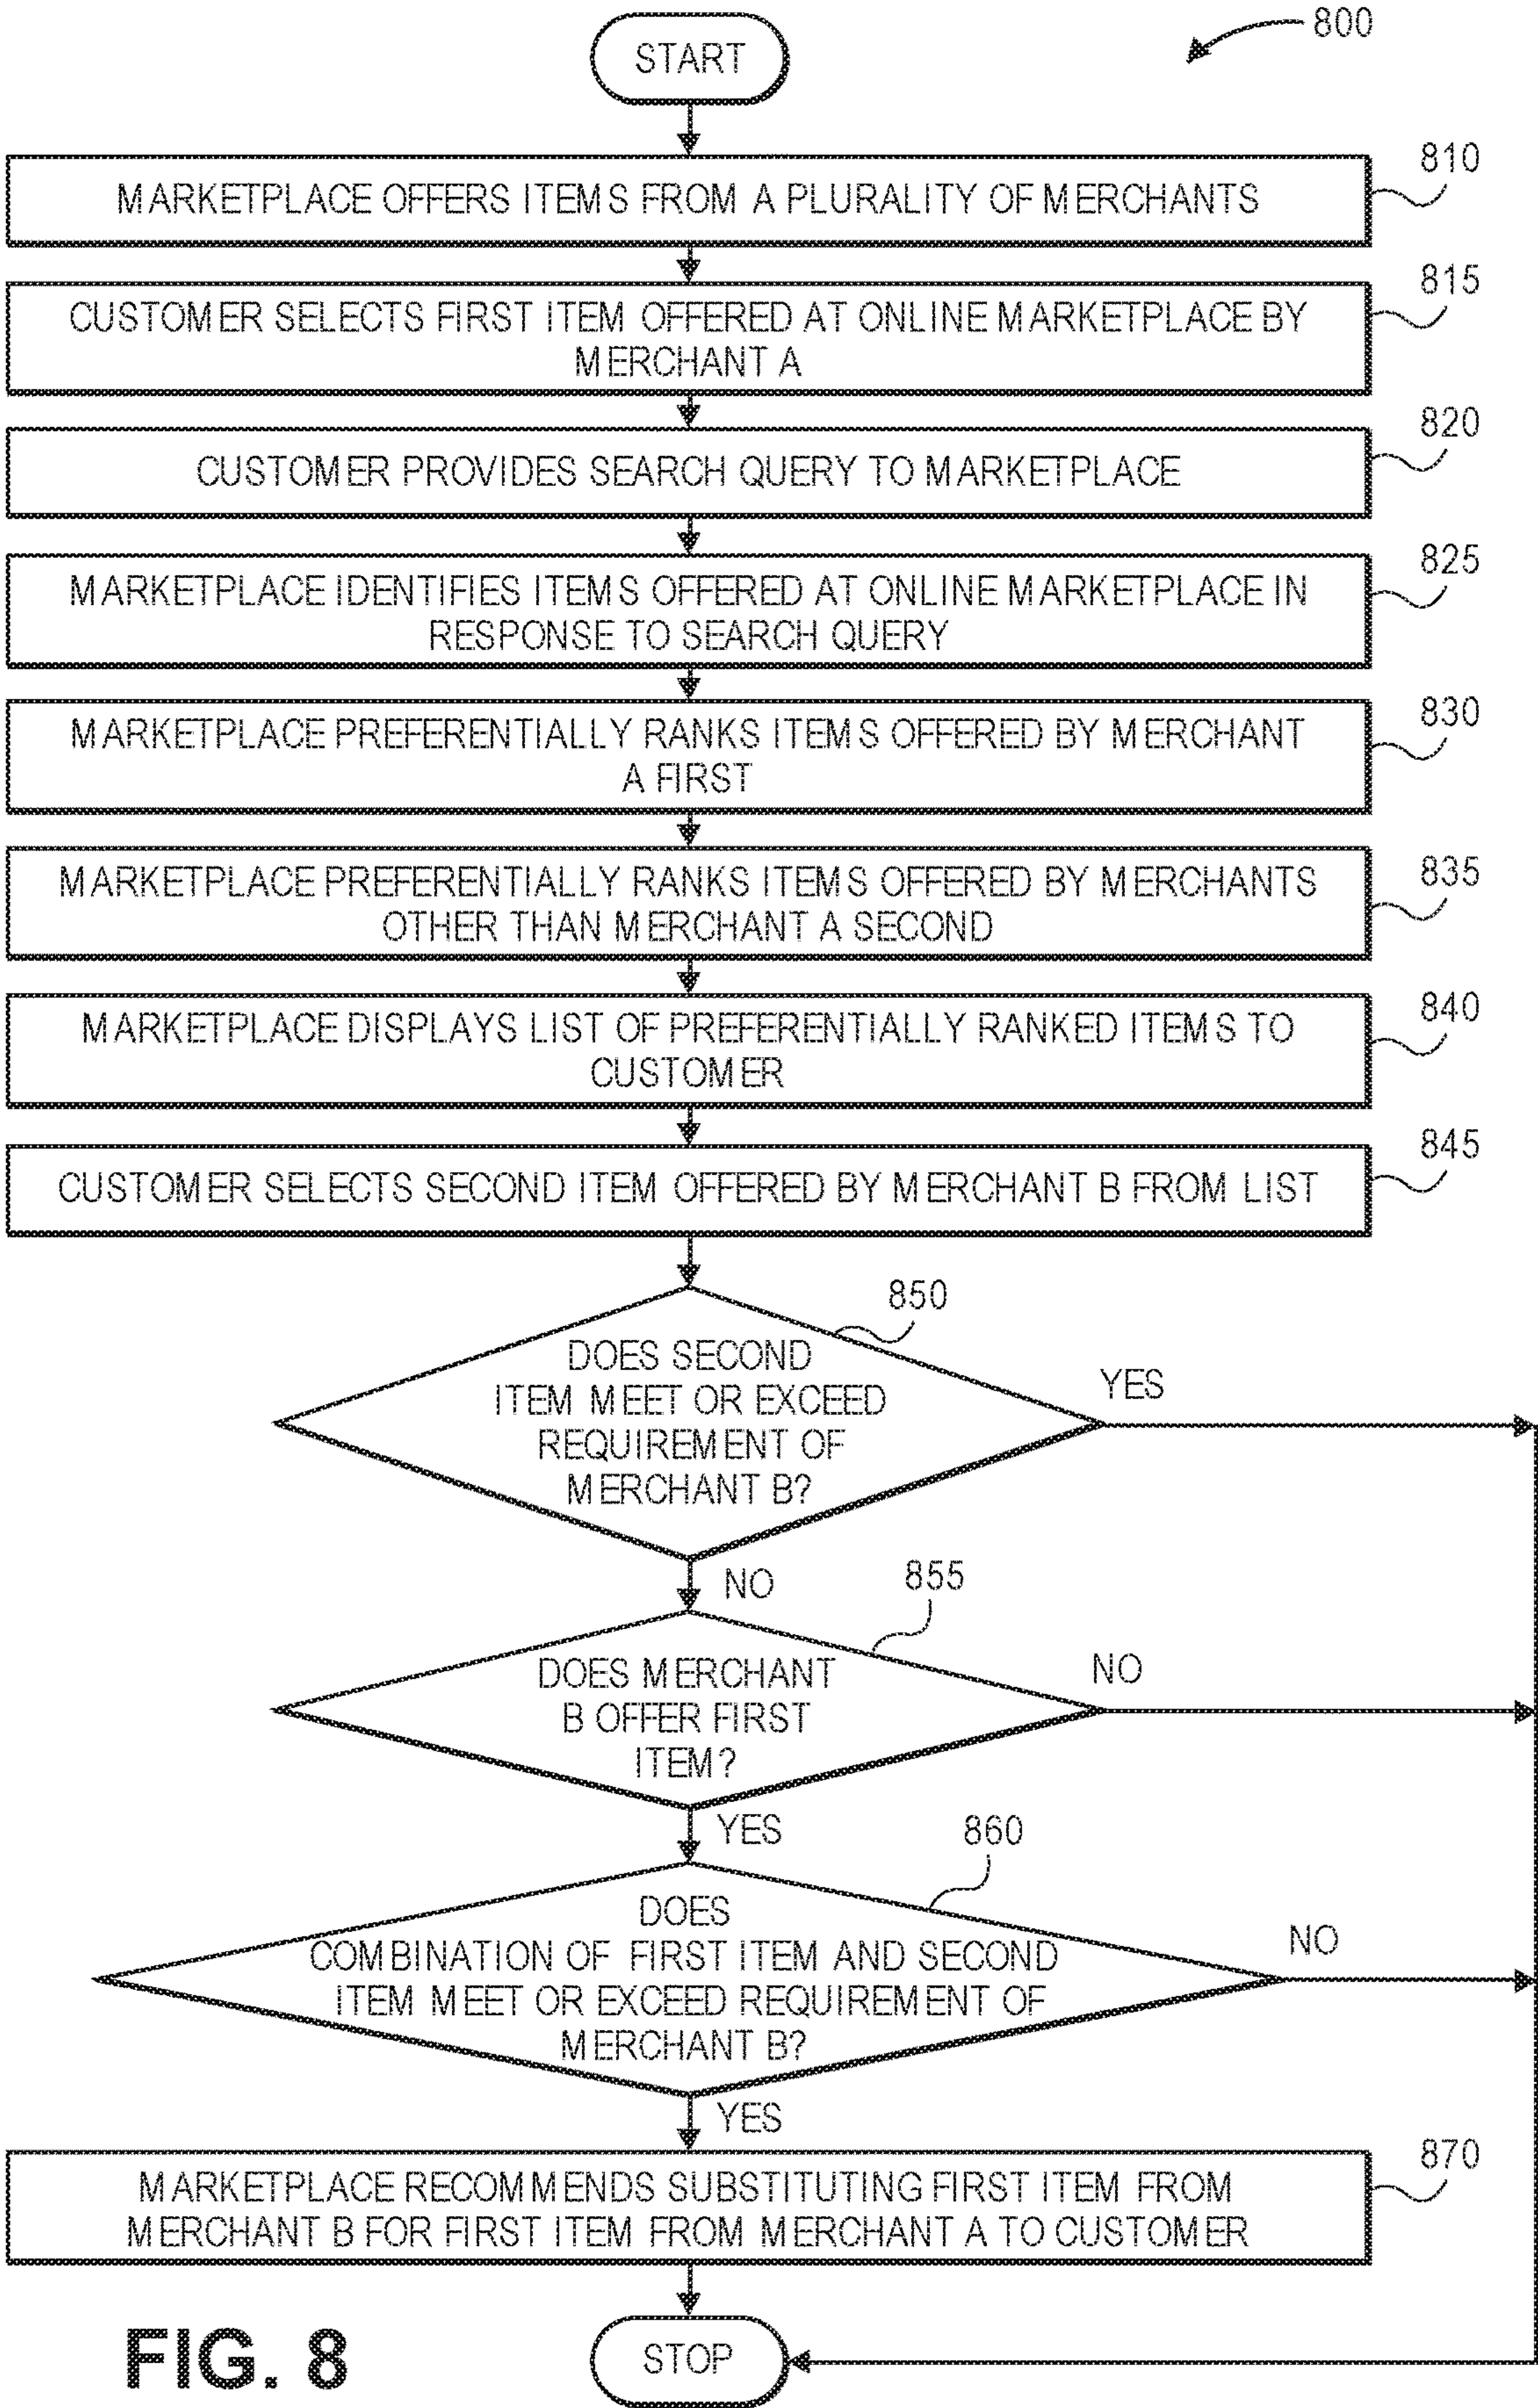 800
START
810
MARKETPLACE OFFERS ITEMS FROM A PLURALITY OF MERCHANTS
815
CUSTOMER SELECTS FIRST ITEM OFFERED AT ONLINE MARKETPLACE BY
MERCHANT A
820
CUSTOMER PROVIDES SEARCH QUERY TO MARKETPLACE
825
MARKETPLACE IDENTIFIES ITEMS OFFERED AT ONLINE MARKETPLACE IN
RESPONSE TO SEARCH QUERY
830
MARKETPLACE PREFERENTIALLY RANKS ITEMS OFFERED BY MERCHANT
A FIRST
835
MARKETPLACE PREFERENTIALLY RANKS ITEMS OFFERED BY MERCHANTS
OTHER THAN MERCHANT A SECOND
840
MARKETPLACE DISPLAYS LIST OF PREFERENTIALLY RANKED ITEMS TO
CUSTOMER
845
CUSTOMER SELECTS SECOND ITEM OFFERED BY MERCHANT B FROM LIST
850
DOES SECOND
ITEM MEET OR EXCEED
REQUIREMENT OF
MERCHANT B?
YES
NO
855
DOES MERCHANT
B OFFER FIRST
ITEM?
NO
YES
860
DOES
COMBINATION OF FIRST ITEM AND SECOND
ITEM MEET OR EXCEED REQUIREMENT OF
MERCHANT B?
NO
YES
870
MARKETPLACE RECOMMENDS SUBSTITUTING FIRST ITEM FROM
MERCHANT B FOR FIRST ITEM FROM MERCHANT A TO CUSTOMER
STOP
FIG. 8